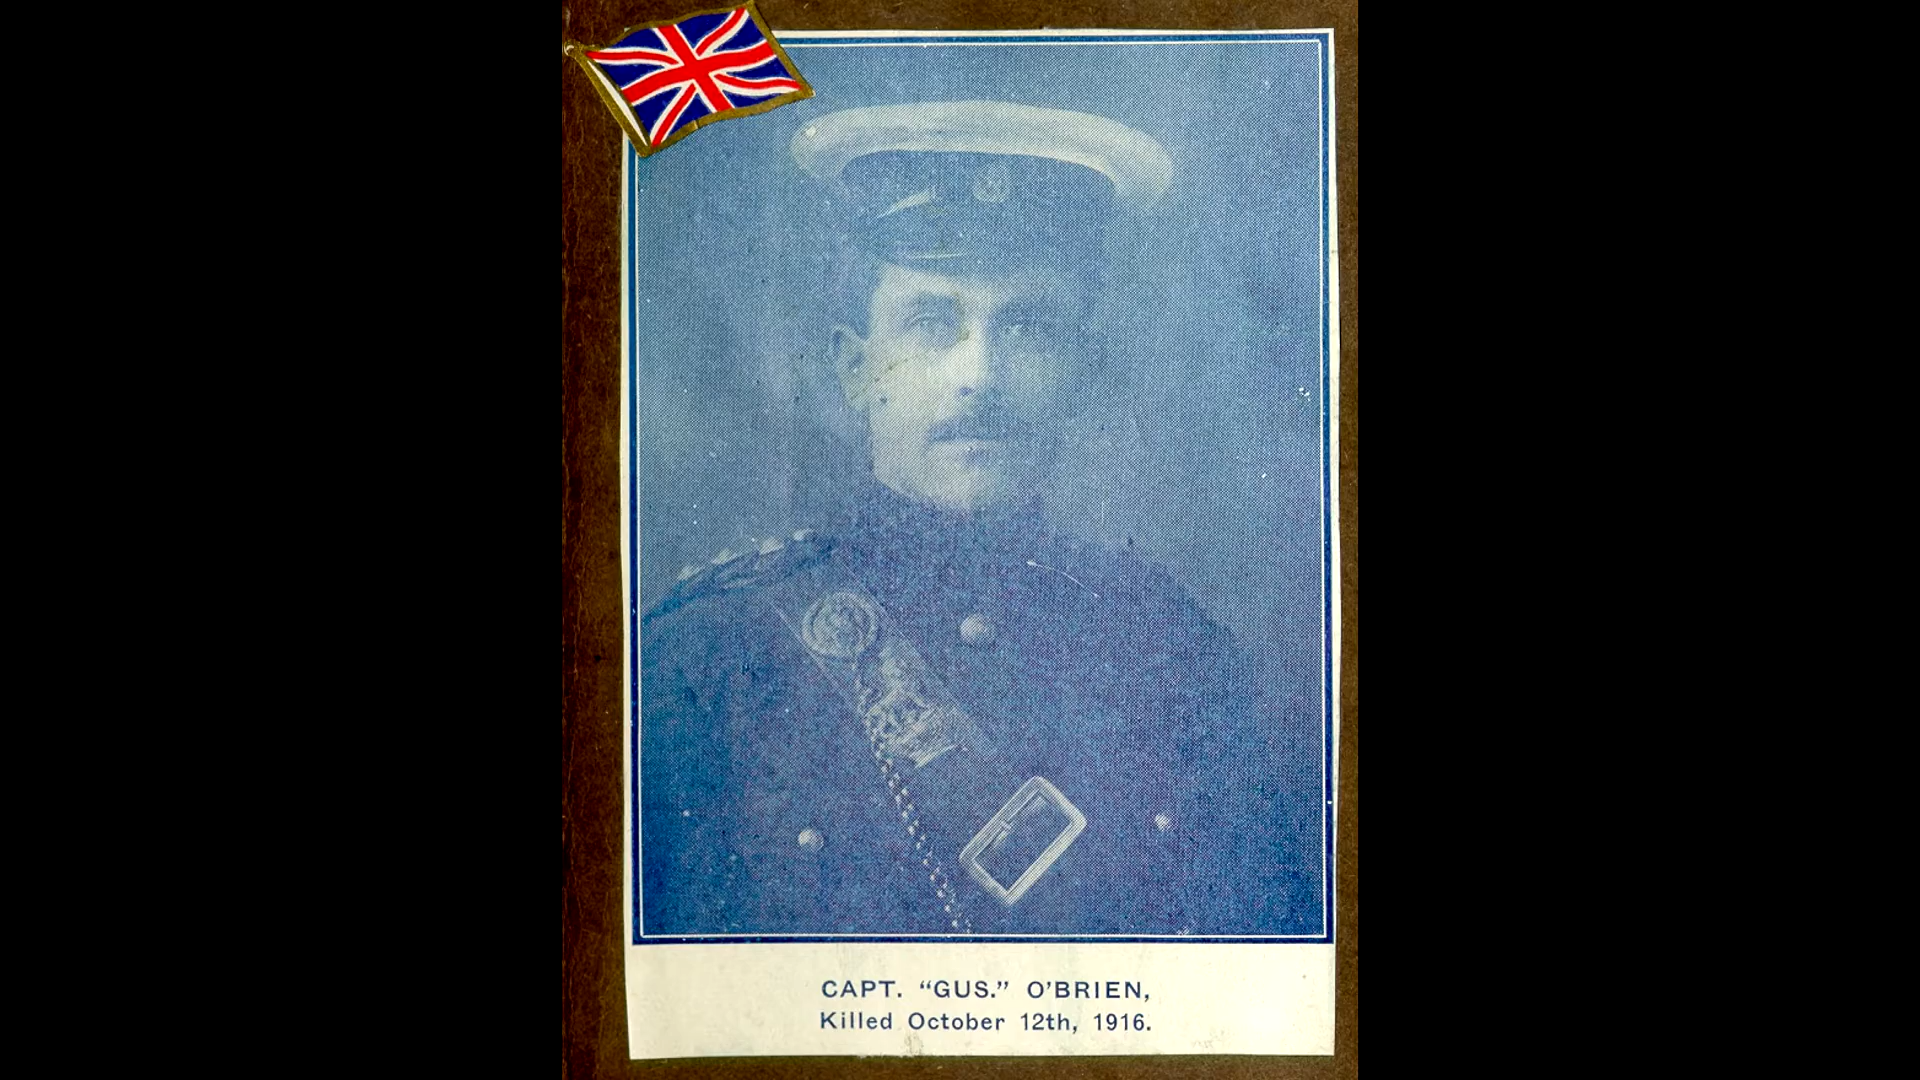 CAPT. “GUS.” O’BRIEN,
Killed October 12th, 1916.